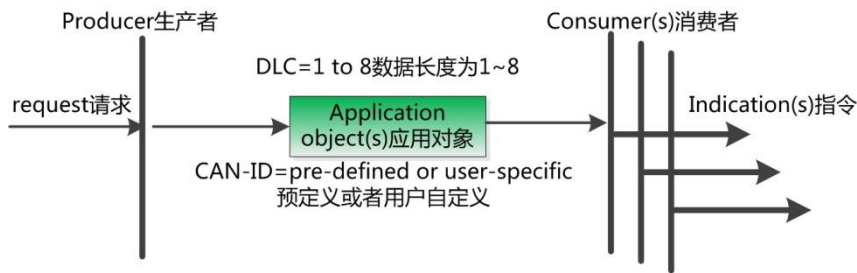 Producer生产者
Consumer(s)消费者
DLC=1 to 8数据长度为1~8
request请求
Application
object(s)应用对象
Indication(s)指令
CAN-ID=pre-defined or user-specific
预定义或者用户自定义